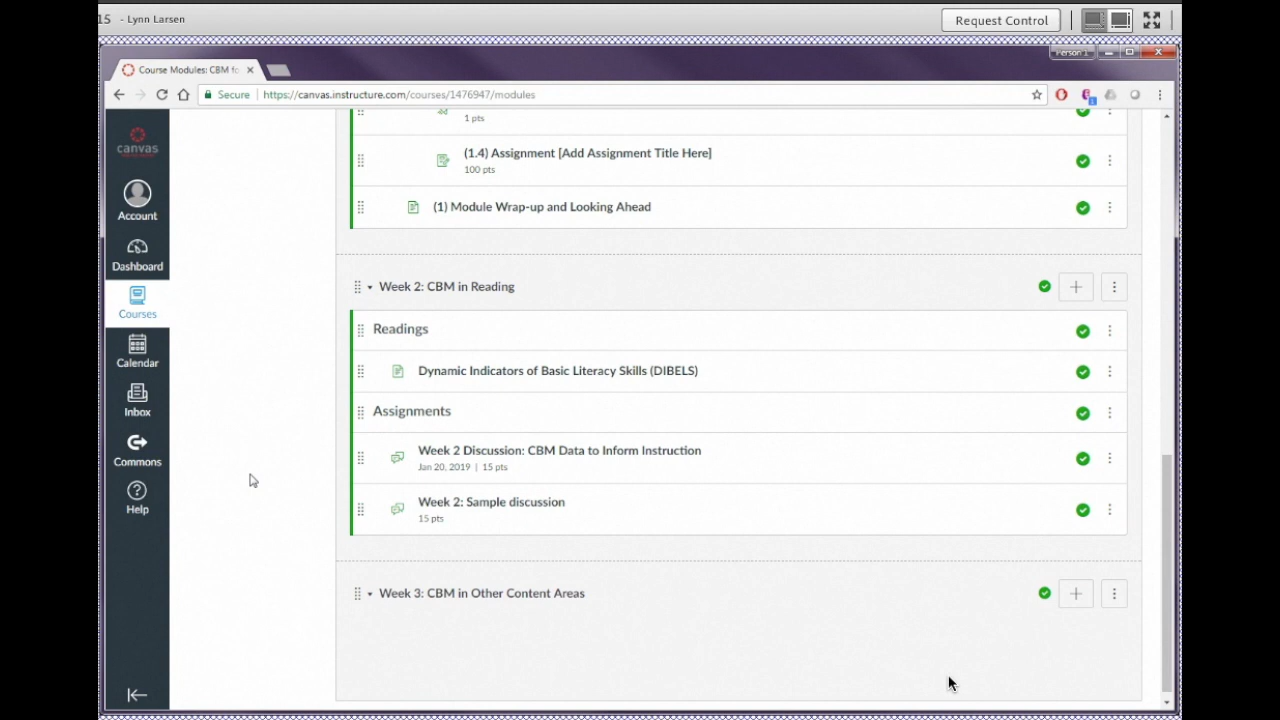 15 - Lynn Larsen
Request Control
Person 1
Course Modules: CBM fo
Secure | https://canvas.instructure.com/courses/1476947/modules
canvas
Account
Dashboard
Courses
Calendar
Inbox
Commons
Help
1 pts
(1.4) Assignment [Add Assignment Title Here]
100 pts
(1) Module Wrap-up and Looking Ahead
Week 2: CBM in Reading
Readings
Dynamic Indicators of Basic Literacy Skills (DIBELS)
Assignments
Week 2 Discussion: CBM Data to Inform Instruction
Jan 20, 2019 | 15 pts
Week 2: Sample discussion
15 pts
Week 3: CBM in Other Content Areas